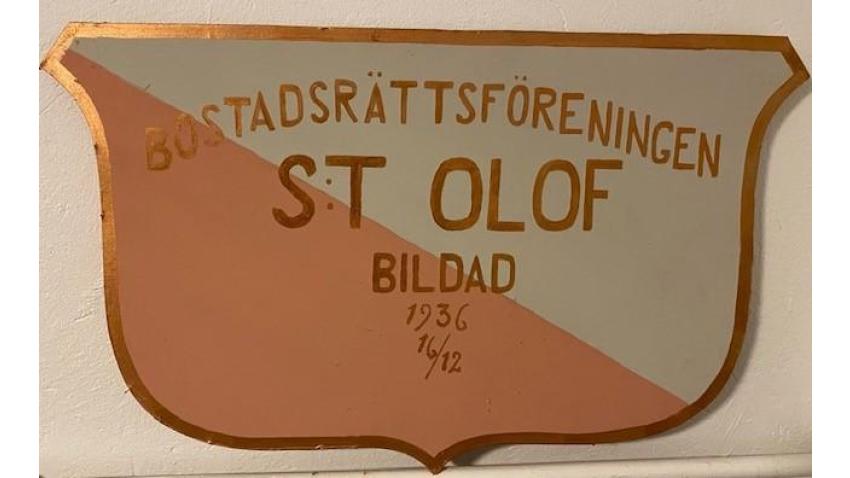 BOSTADSRÄTTSFÖRENINGEN
S:T OLOF
BILDAD
1936
16/12